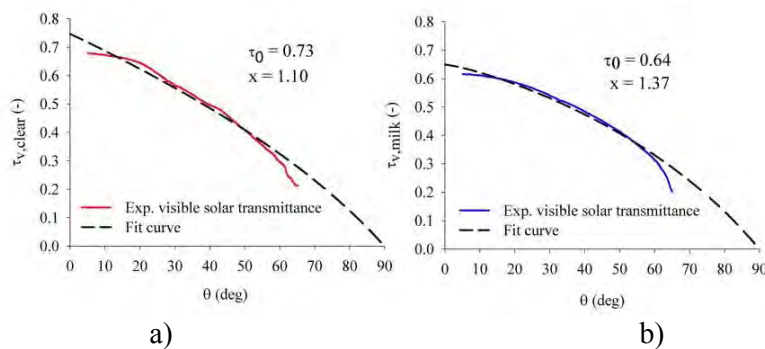 0.8
0.7
0.6
0.5
0.4
0.3
0.2
0.1
0.0
τv,clear (-)
τ0 = 0.73
x = 1.10
Exp. visible solar transmittance
Fit curve
0 10 20 30 40 50 60 70 80 90
θ (deg)
a)
0.8
0.7
0.6
0.5
0.4
0.3
0.2
0.1
0.0
τv,milk (-)
τ0 = 0.64
x = 1.37
Exp. visible solar transmittance
Fit curve
0 10 20 30 40 50 60 70 80 90
θ (deg)
b)